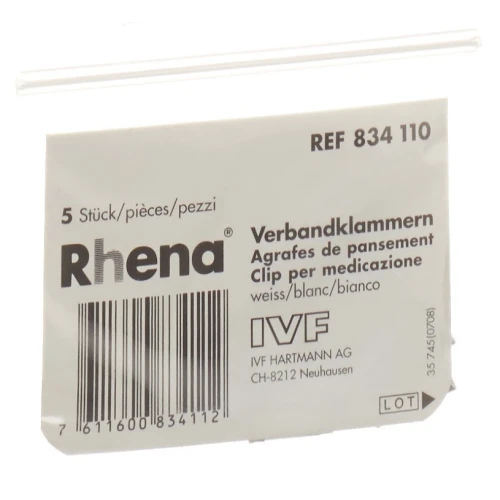 REF 834 110
5 Stück/pièces/pezzi
Rhena®
Verbandklammern
Agrafes de pansement
Clip per medicazione
weiss/blanc/bianco
IVF
IVF HARTMANN AG
CH-8212 Neuhausen
35 745 (0708)
LOT
7 611600 834112